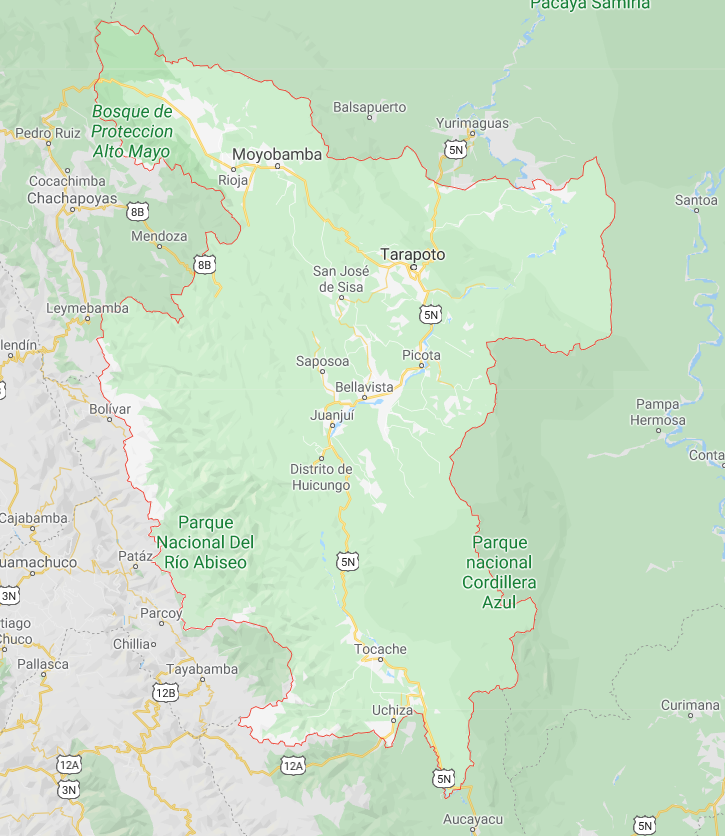 Pacaya Samiria
Balsapuerto
Bosque de
Proteccion
Alto Mayo
Yurimaguas
Pedro Ruiz
5N
Moyobamba
Rioja
Cocachimba
Chachapoyas
Santoa
8B
Mendoza
Tarapoto
8B
San José
de Sisa
Leymebamba
5N
lendín
Picota
Saposoa
Bellavista
Pampa
Hermosa
Bolívar
Juanjuí
Conta
Distrito de
Huicungo
Cajabamba
Parque
Nacional Del
Río Abiseo
Parque
nacional
Cordillera
Azul
Pataz
uamachuco
5N
3N
Parcoy
tiago
Chuco
Chillia
Tocache
Pallasca
Tayabamba
12B
Uchiza
Curimana
12A
12A
5N
3N
Aucayacu
5N